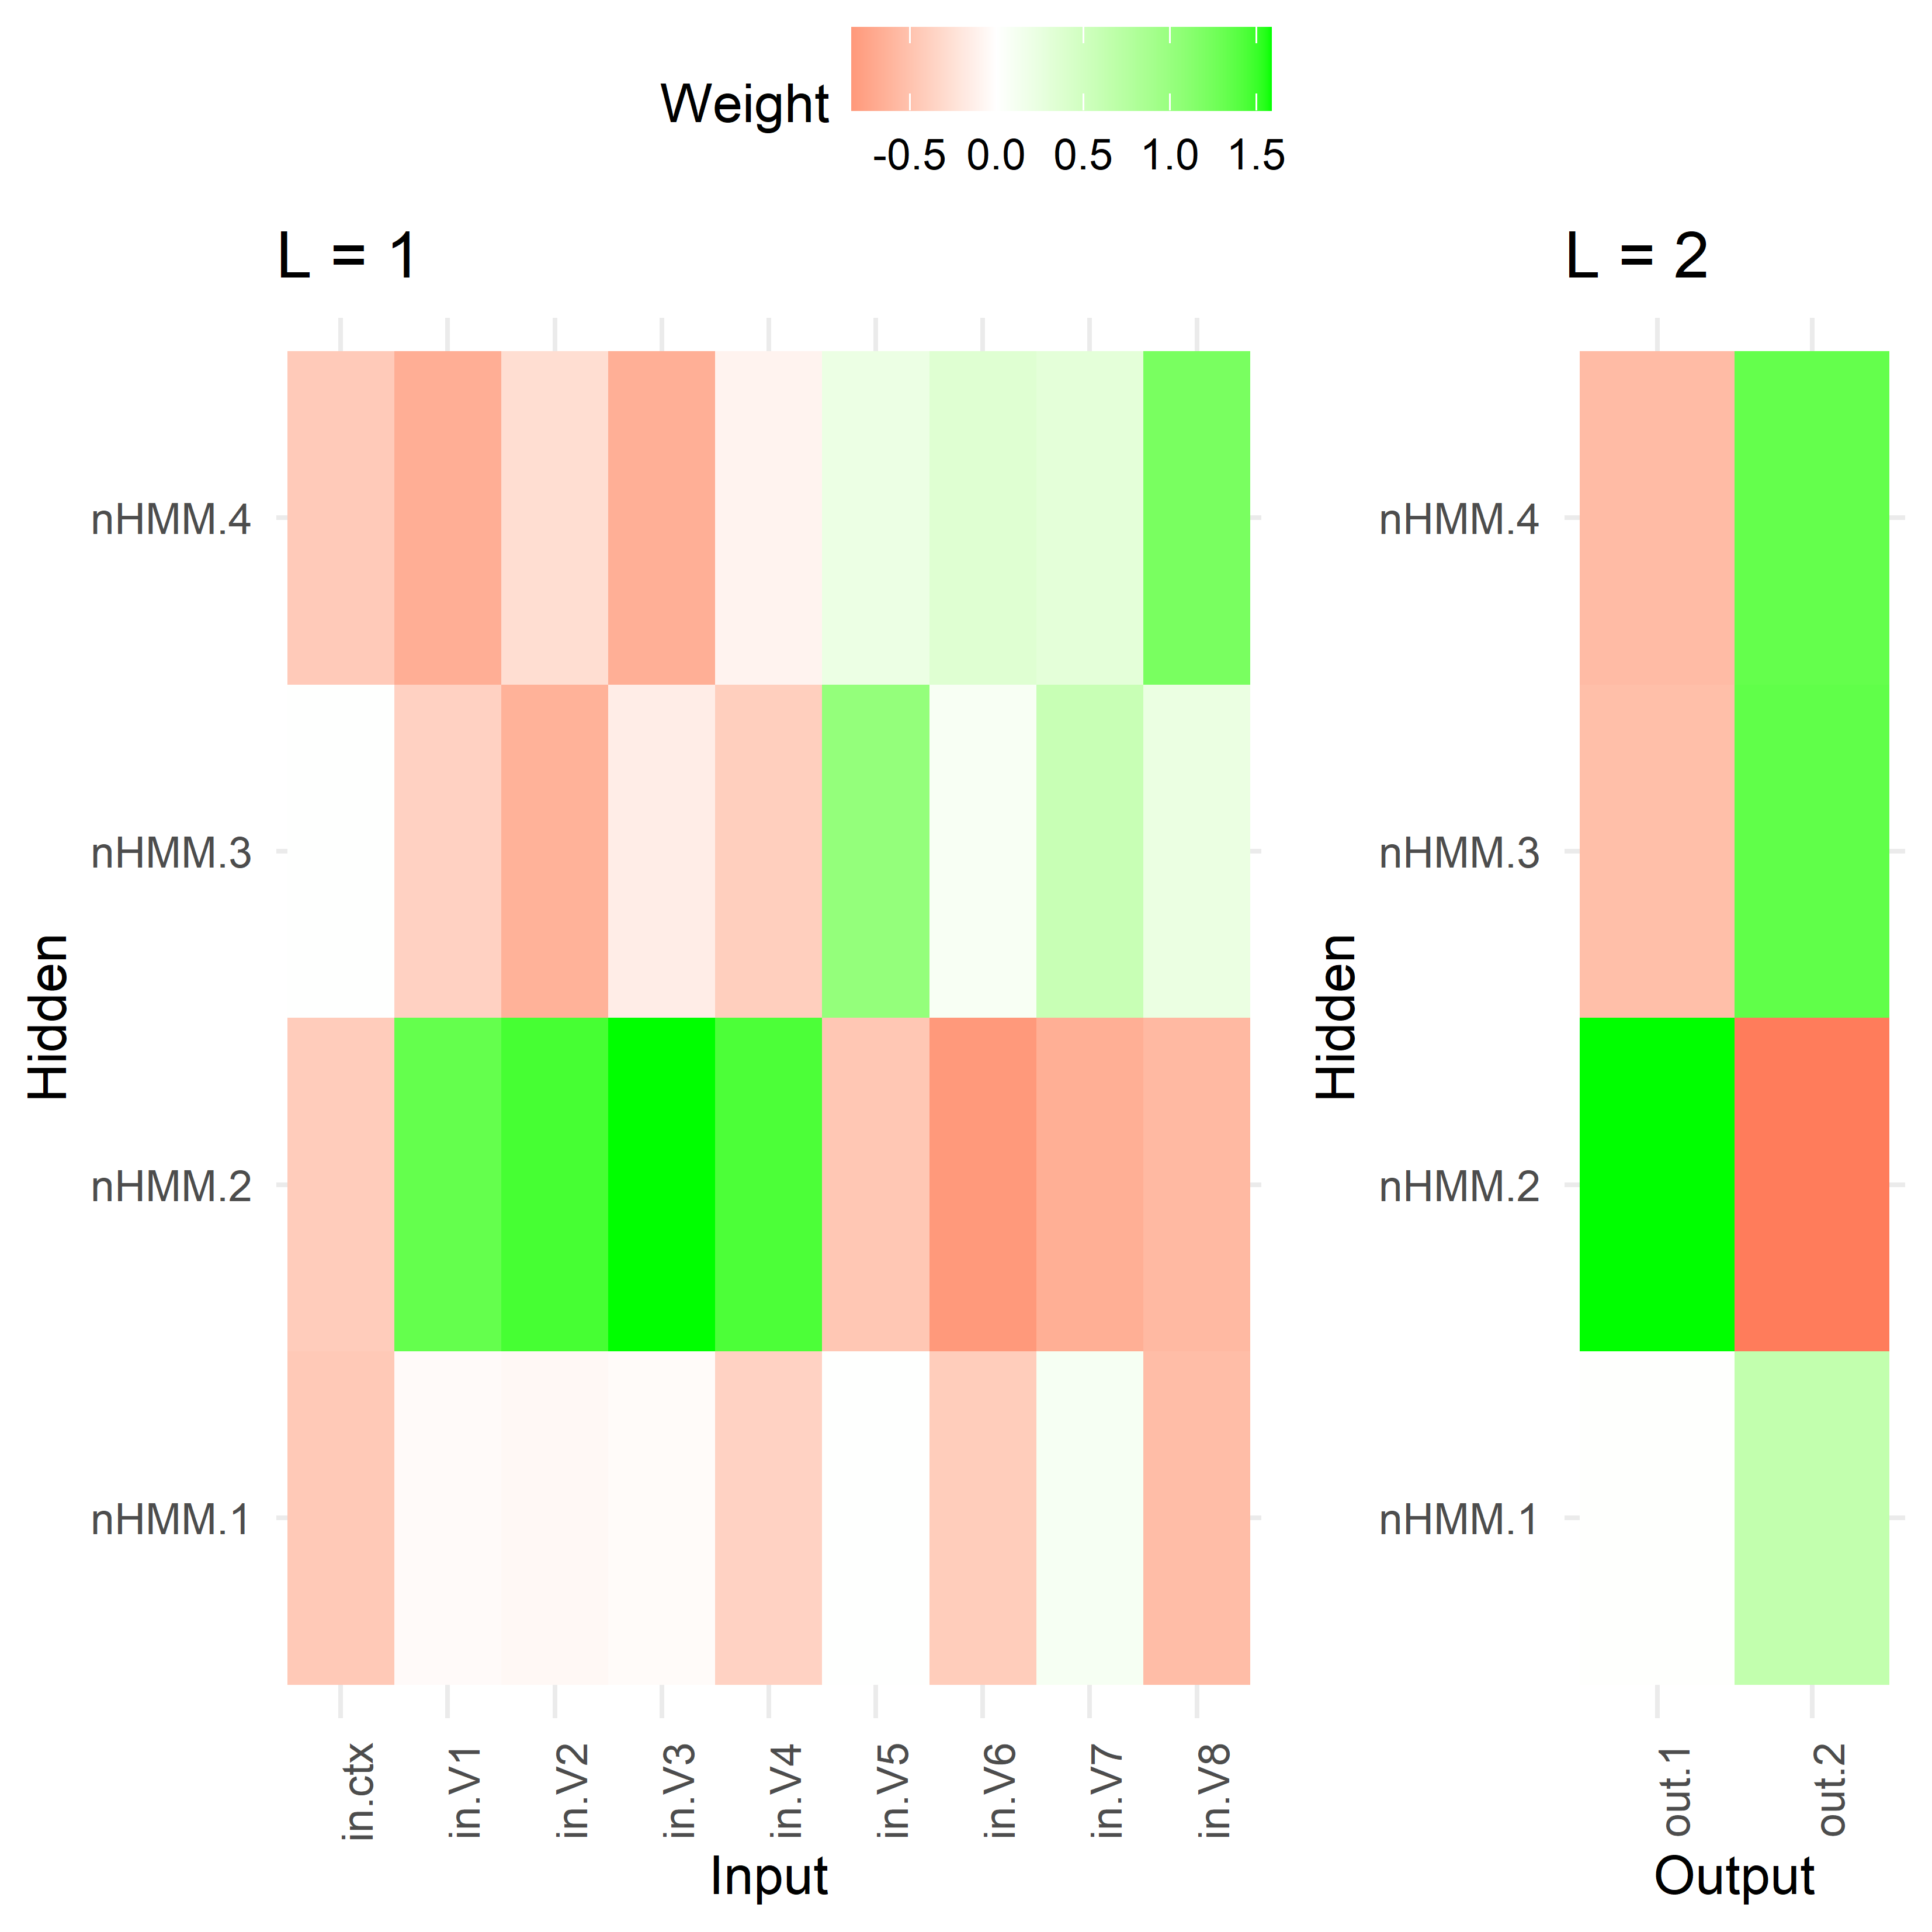 Weight
-0.5 0.0 0.5 1.0 1.5
L = 1
nHMM.4
nHMM.3
nHMM.2
nHMM.1
Hidden
in.ctx
in.V1
in.V2
in.V3
in.V4
in.V5
in.V6
in.V7
in.V8
Input
L = 2
nHMM.4
nHMM.3
nHMM.2
nHMM.1
Hidden
out.1
out.2
Output